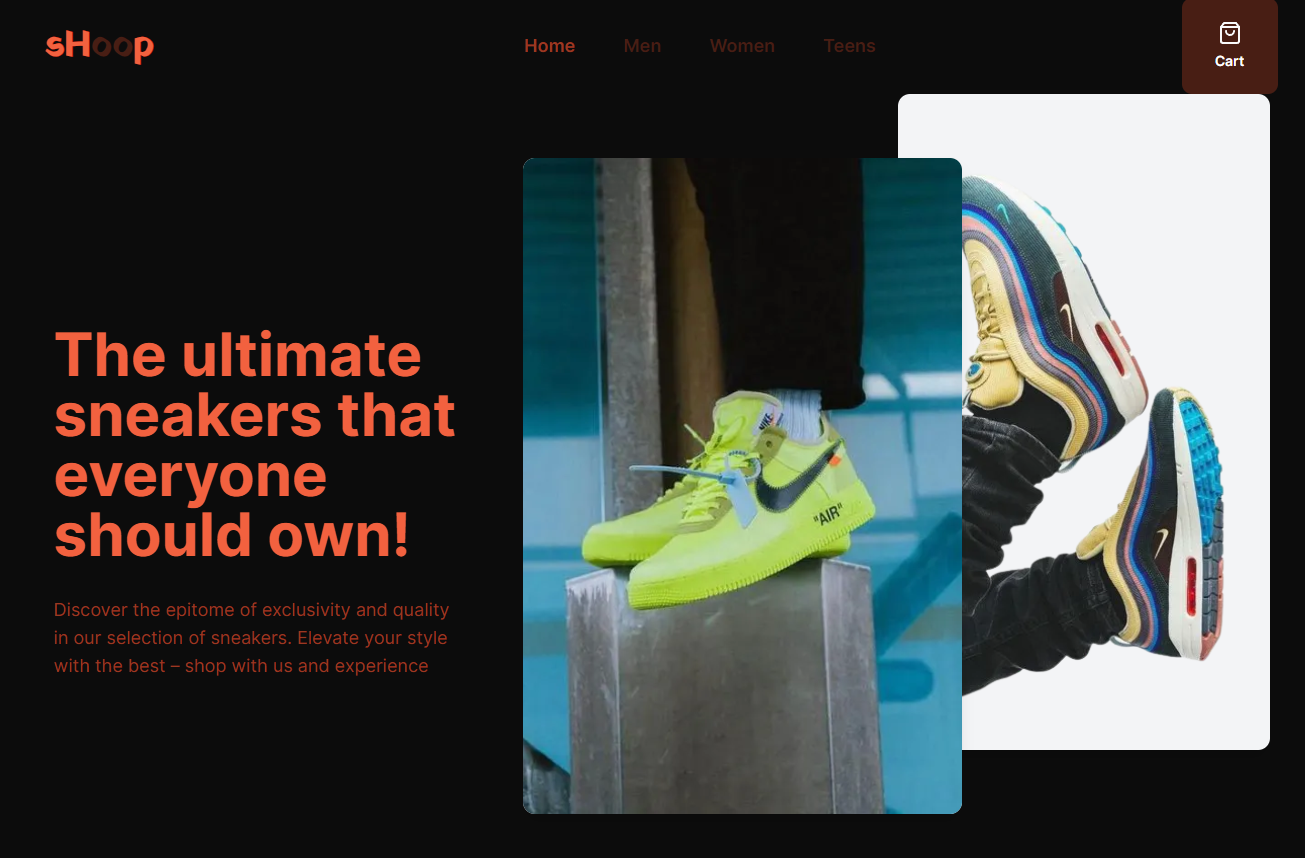 sHoop
Home Men Women Teens
Cart
The ultimate
sneakers that
everyone
should own!
Discover the epitome of exclusivity and quality
in our selection of sneakers. Elevate your style
with the best – shop with us and experience
NIKE
"AIR"